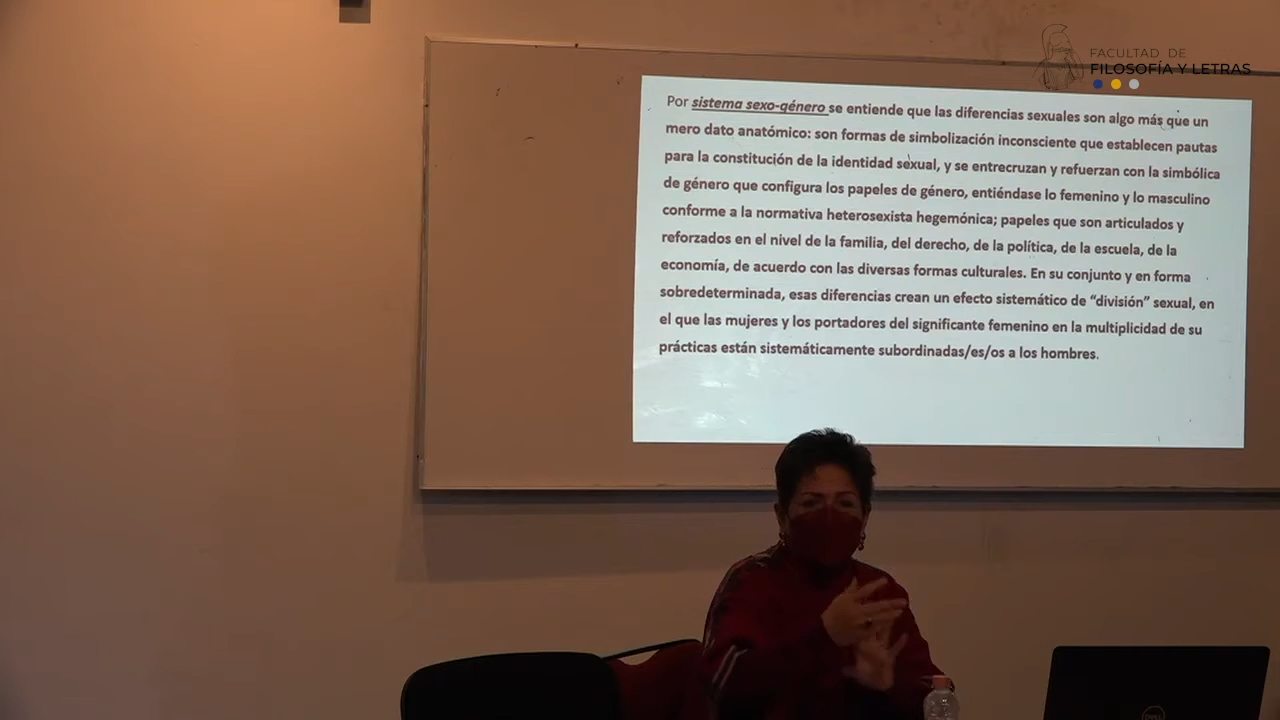 FACULTAD DE
FILOSOFÍA Y LETRAS
Por sistema sexo-género se entiende que las diferencias sexuales son algo más que un
mero dato anatómico: son formas de simbolización inconsciente que establecen pautas
para la constitución de la identidad sexual, y se entrecruzan y refuerzan con la simbólica
de género que configura los papeles de género, entiéndase lo femenino y lo masculino
conforme a la normativa heterosexista hegemónica; papeles que son articulados y
reforzados en el nivel de la familia, del derecho, de la política, de la escuela, de la
economía, de acuerdo con las diversas formas culturales. En su conjunto y en forma
sobredeterminada, esas diferencias crean un efecto sistemático de “división” sexual, en
el que las mujeres y los portadores del significante femenino en la multiplicidad de su
prácticas están sistemáticamente subordinadas/es/os a los hombres.